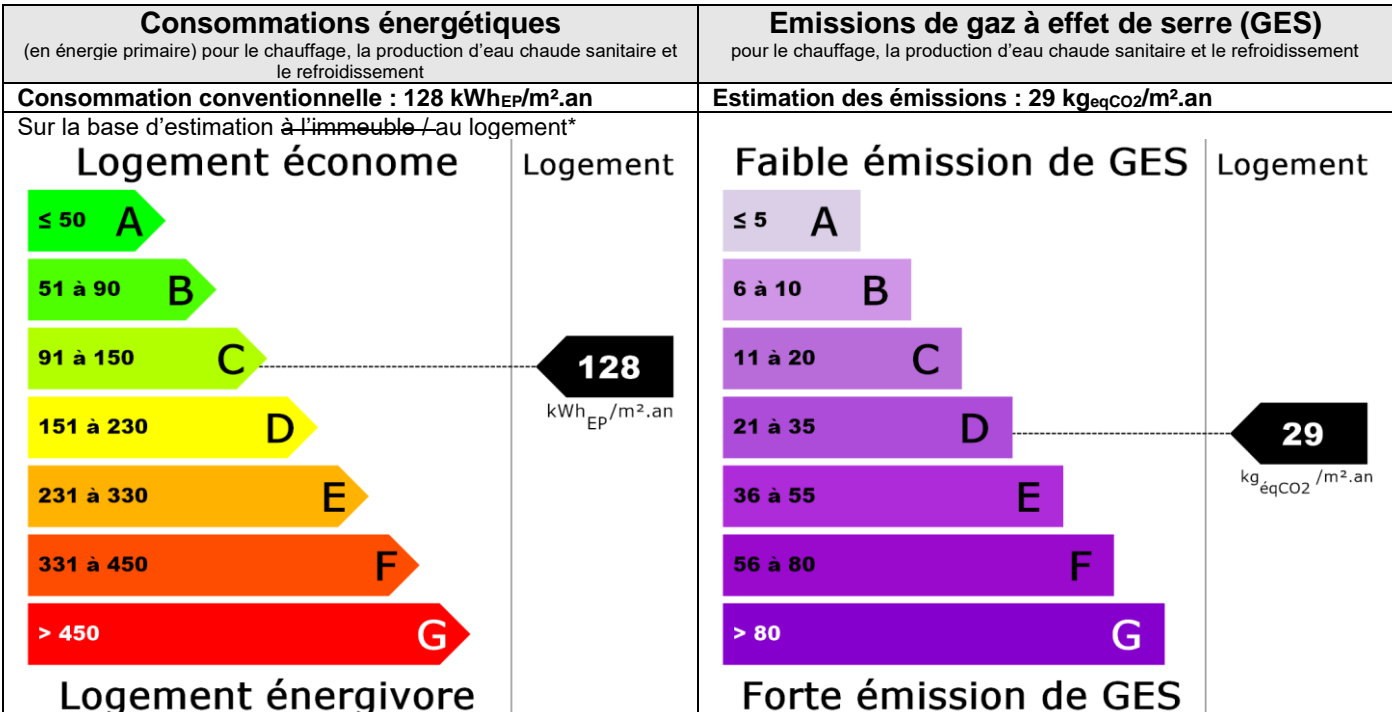 Consommations énergétiques
(en énergie primaire) pour le chauffage, la production d'eau chaude sanitaire et
le refroidissement
Consommation conventionnelle : 128 kWhEP/m².an
Sur la base d'estimation à l'immeuble / au logement*
Logement économe
Logement
≤ 50 A
51 à 90 B
91 à 150 C
128
kWhEP/m².an
151 à 230 D
231 à 330 E
331 à 450 F
> 450 G
Logement énergivore
Emissions de gaz à effet de serre (GES)
pour le chauffage, la production d'eau chaude sanitaire et le refroidissement
Estimation des émissions : 29 kgeqCO2/m².an
Faible émission de GES
Logement
≤ 5 A
6 à 10 B
11 à 20 C
21 à 35 D
29
kgéqCO2/m².an
36 à 55 E
56 à 80 F
> 80 G
Forte émission de GES